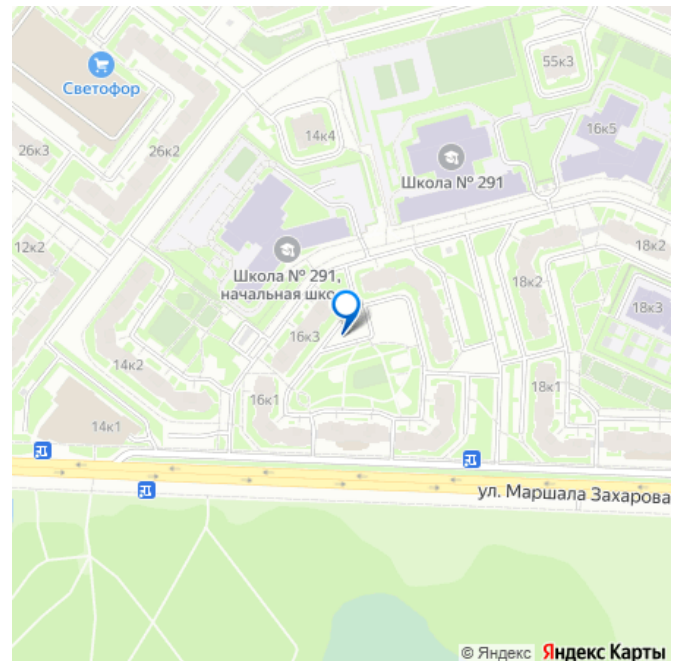 55к3
Светофор
14к4
16к5
26к3
26к2
Школа № 291
12к2
Школа № 291,
начальная шко
18к2
18к2
18к3
16к3
14к2
16к1
18к1
14к1
ул. Маршала Захарова
© Яндекс Яндекс Карты